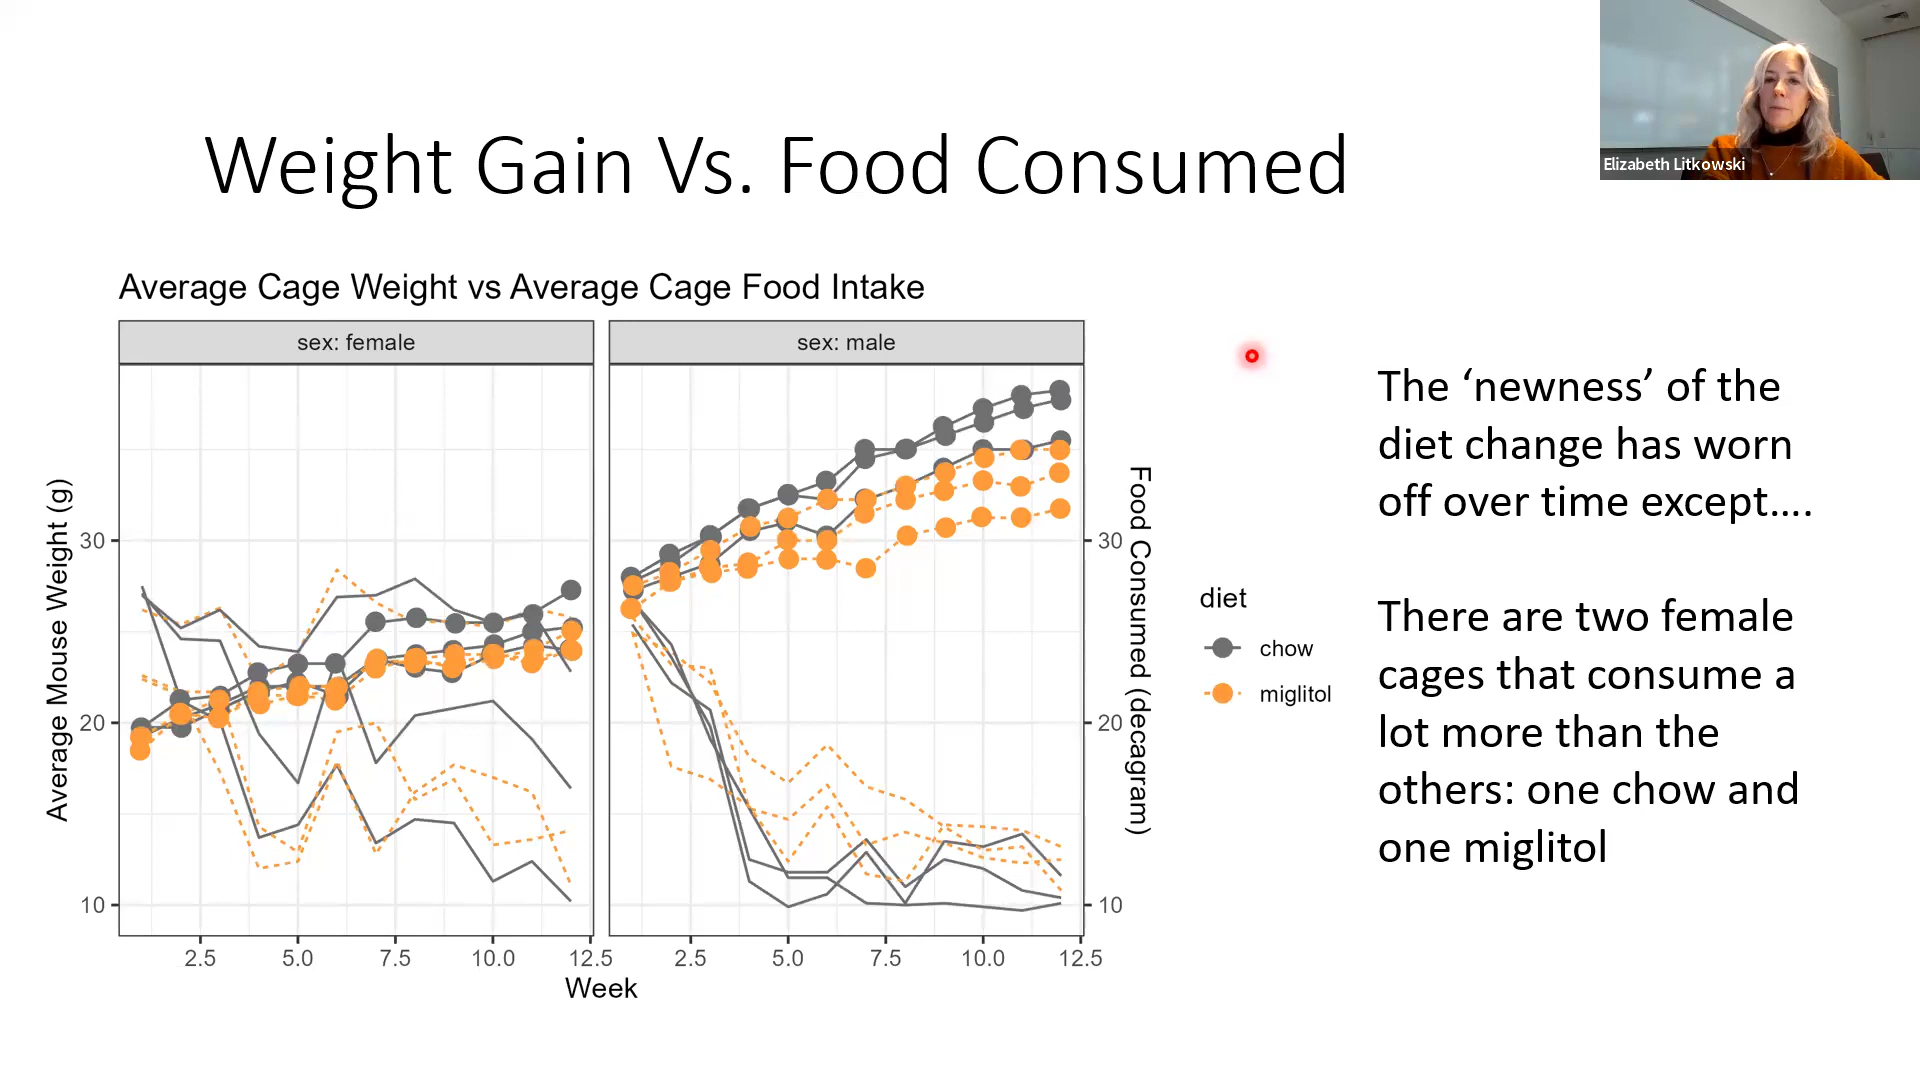 Elizabeth Litkowski
Weight Gain Vs. Food Consumed
Average Cage Weight vs Average Cage Food Intake
sex: female
sex: male
Average Mouse Weight (g)
30
20
10
2.5
5.0
7.5
10.0
12.5
2.5
5.0
7.5
10.0
12.5
Week
30
20
10
Food Consumed (decagram)
diet
chow
miglitol
The ‘newness’ of the
diet change has worn
off over time except….
There are two female
cages that consume a
lot more than the
others: one chow and
one miglitol